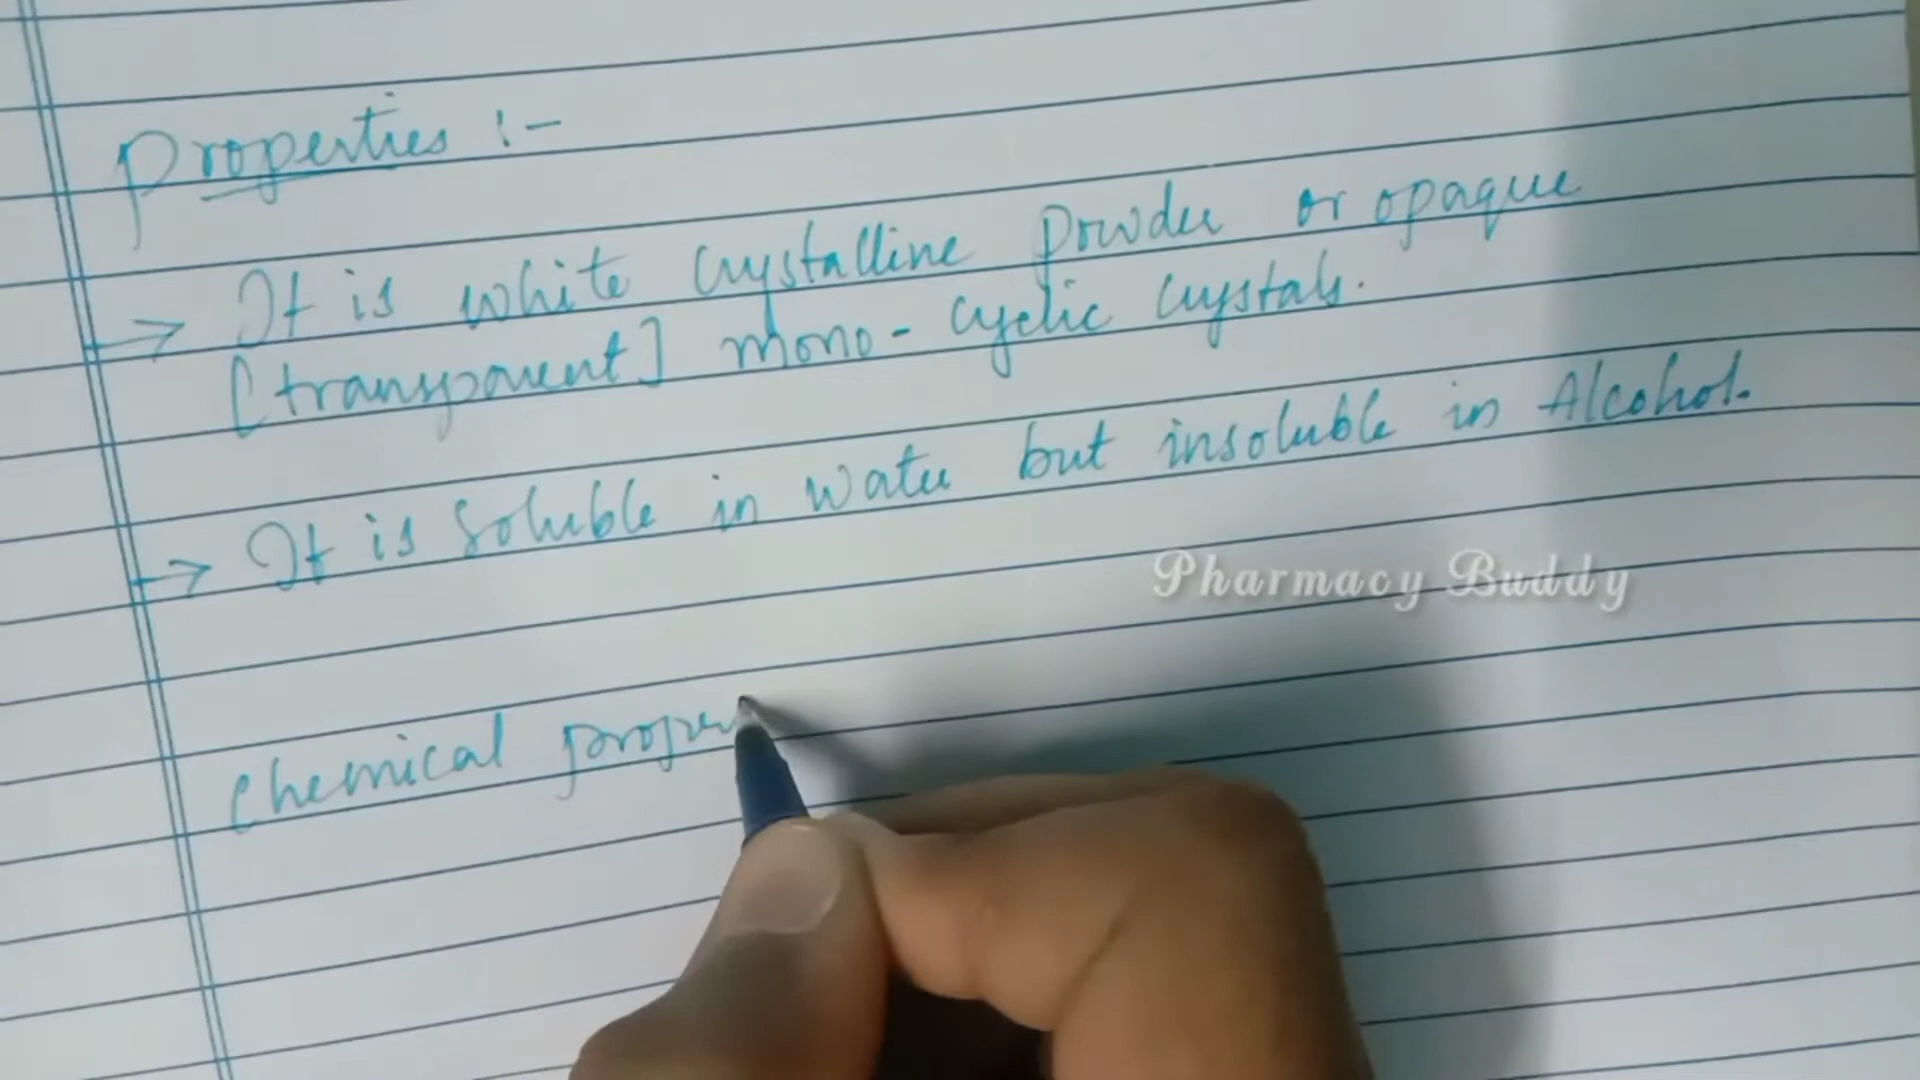 Properties :-
→ It is white crystalline powder or opaque
[transparent] mono-cyclic crystals.
→ It is soluble in water but insoluble in Alcohol.
Pharmacy Buddy
Chemical proper